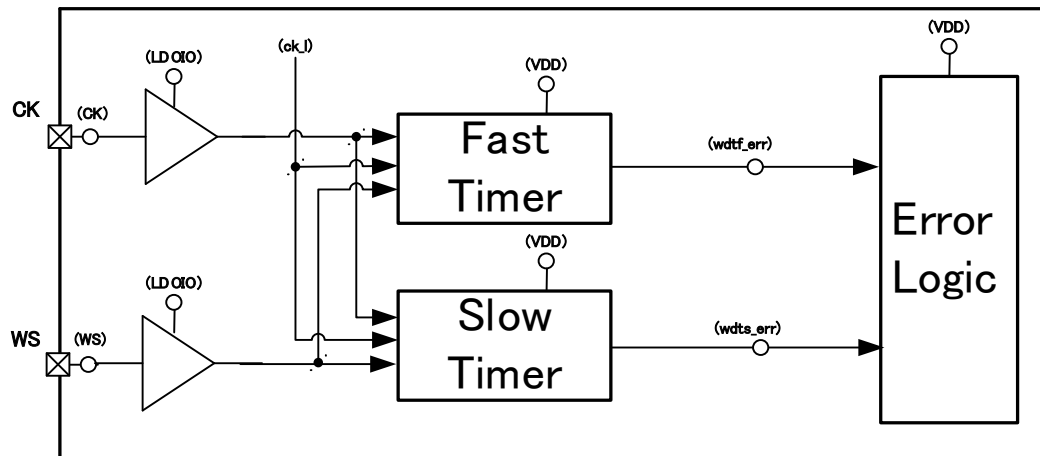 (VDD)
(ck_l)
(LDOIO)
(VDD)
CK
(CK)
Fast
Timer
(wdtf_err)
Error
Logic
(VDD)
(LDOIO)
WS
(WS)
Slow
Timer
(wdts_err)